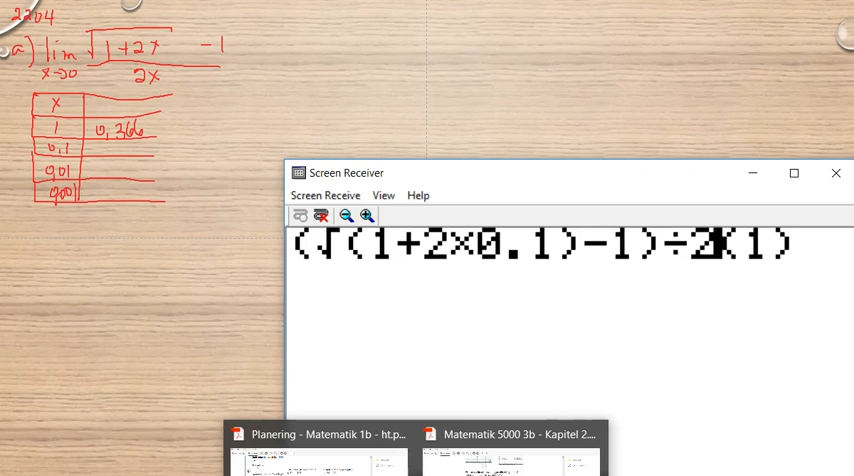 2204
a) lim √1+2x -1
x→0 2x
x
1 0,366
0,1
0,01
0,001
Screen Receiver
Screen Receive View Help
(√(1+2×0.1)-1)÷2(1)
Planering - Matematik 1b - ht.p... Matematik 5000 3b - Kapitel 2....